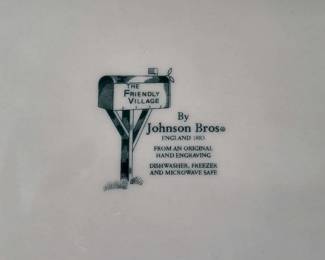 THE
FRIENDLY
VILLAGE
By
Johnson Bros®
ENGLAND 1883
FROM AN ORIGINAL
HAND ENGRAVING
DISHWASHER, FREEZER
AND MICROWAVE SAFE